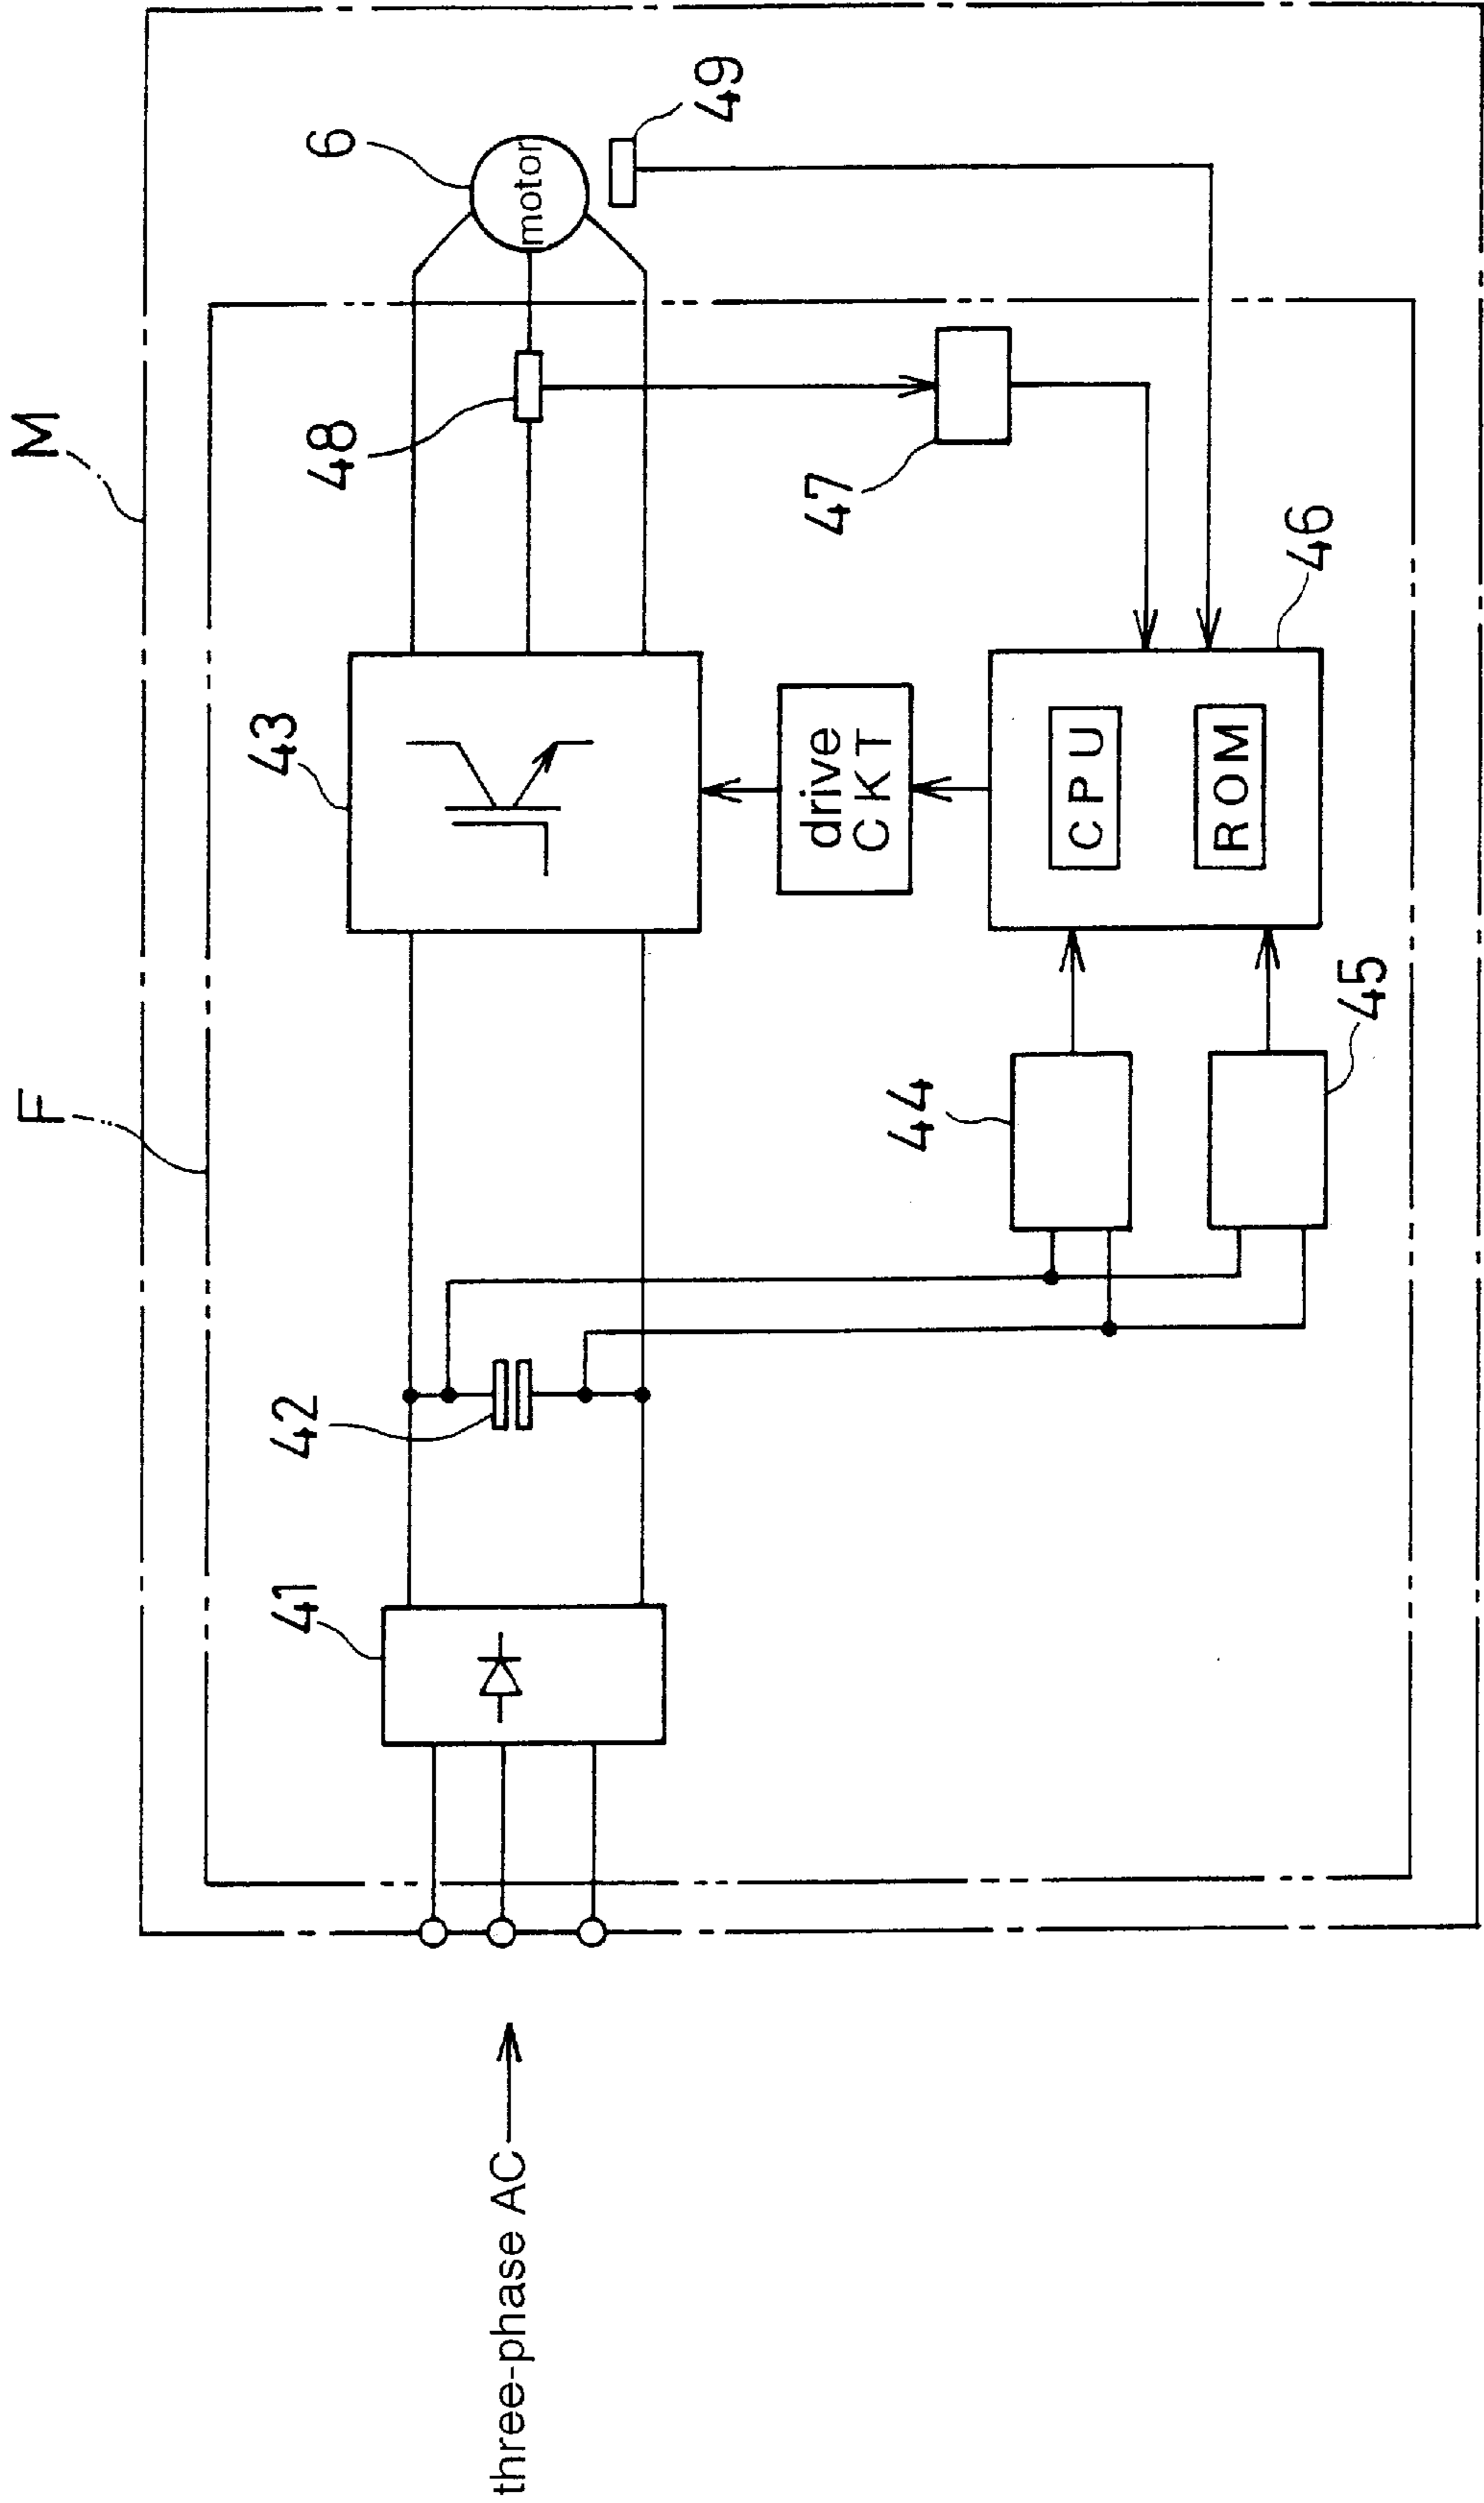 M
F
6
49
48
43
47
42
41
motor
drive
CKT
CPU
ROM
46
44
45
three-phase AC